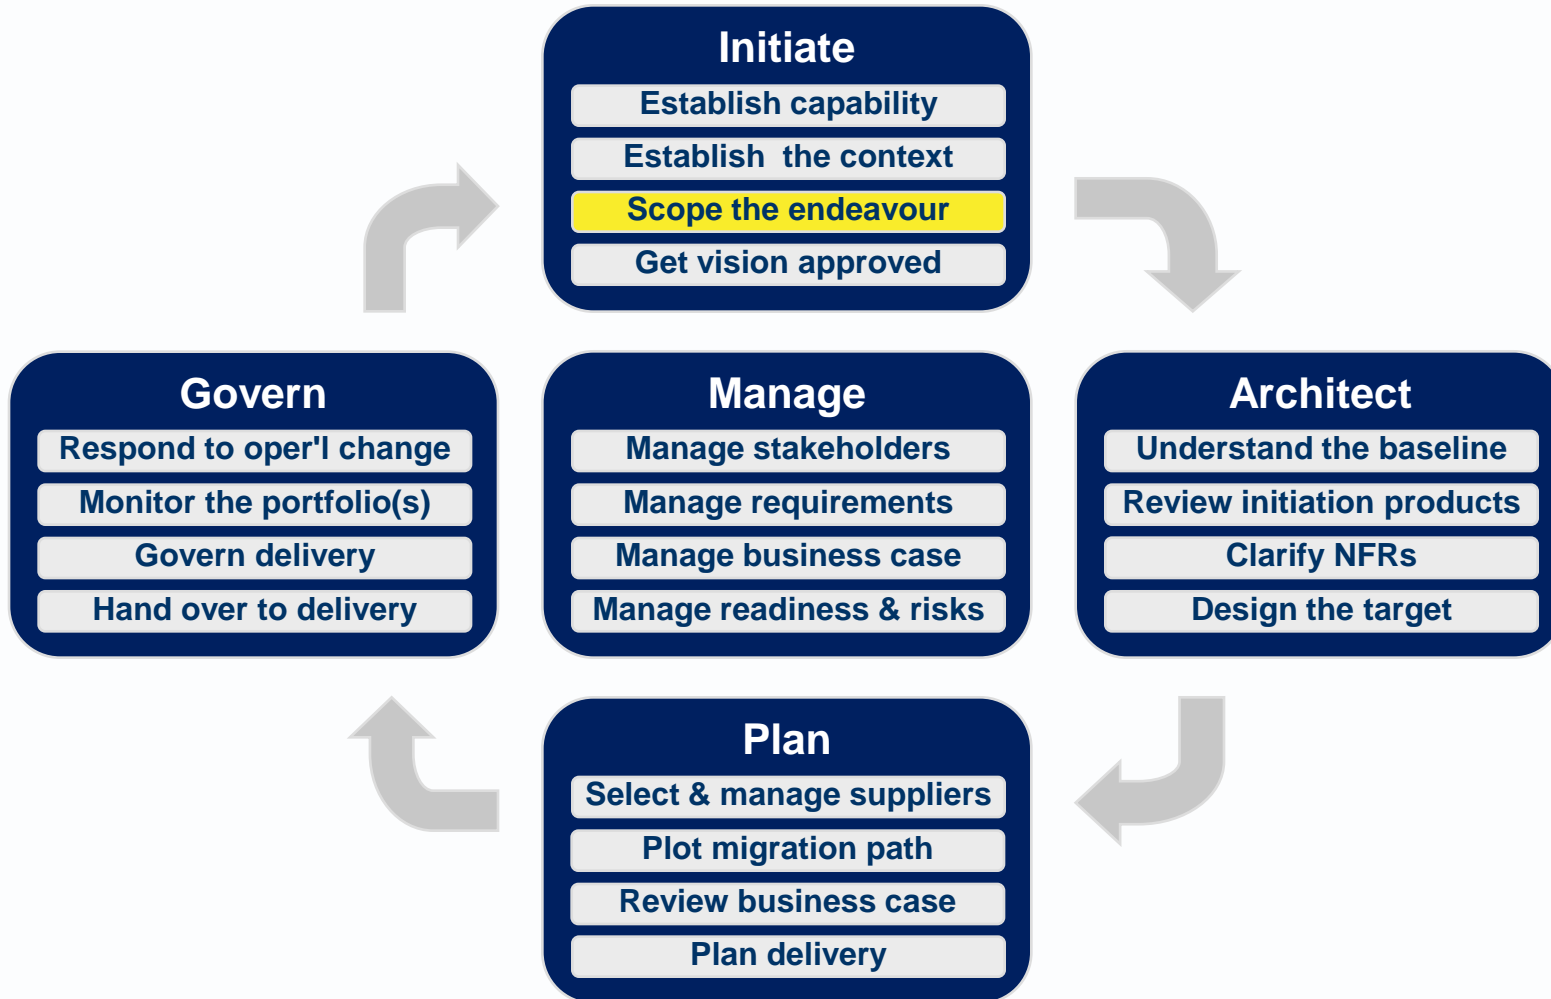 Initiate
Establish capability
Establish  the context
Scope the endeavour
Get vision approved
Govern
Respond to oper'l change
Monitor the portfolio(s)
Govern delivery
Hand over to delivery
Manage
Manage stakeholders
Manage requirements
Manage business case
Manage readiness & risks
Architect
Understand the baseline
Review initiation products
Clarify NFRs
Design the target
Plan
Select & manage suppliers
Plot migration path
Review business case
Plan delivery